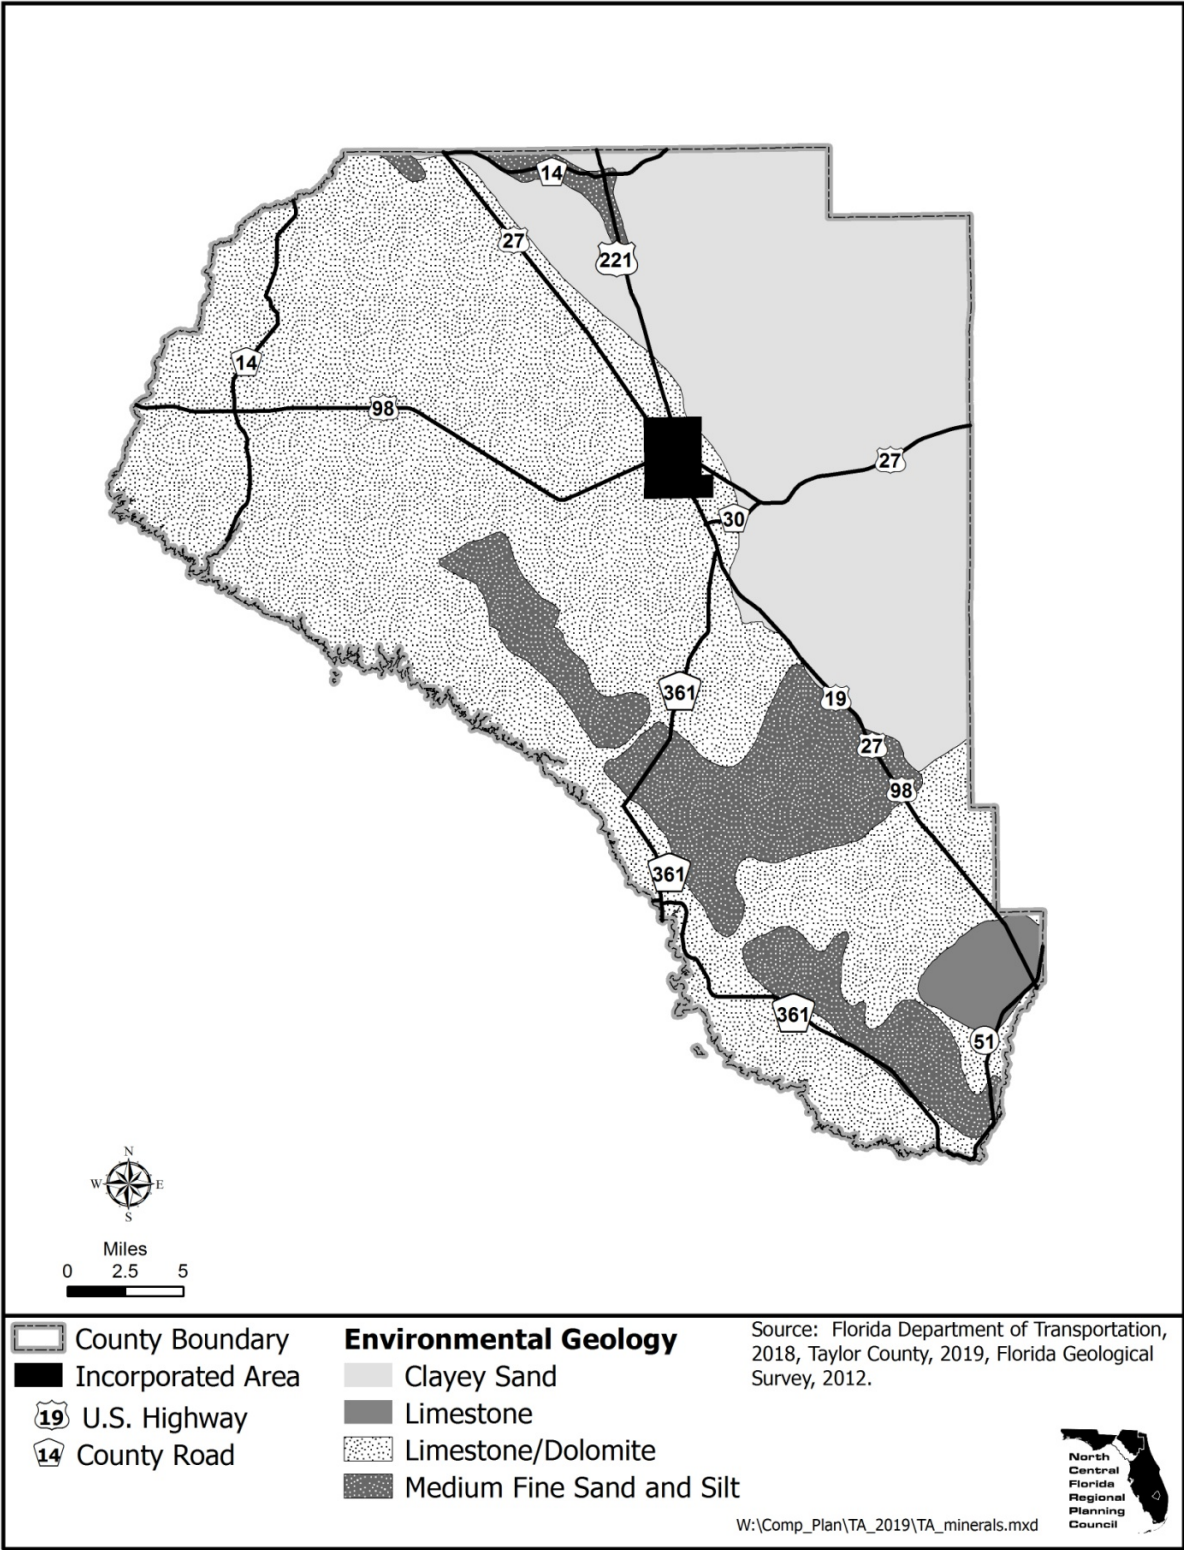 14
27
221
14
98
27
30
361
19
27
98
361
361
51
N
W E
S
Miles
0 2.5 5
County Boundary
Incorporated Area
19 U.S. Highway
14 County Road
Environmental Geology
Clayey Sand
Limestone
Limestone/Dolomite
Medium Fine Sand and Silt
Source: Florida Department of Transportation,
2018, Taylor County, 2019, Florida Geological
Survey, 2012.
North
Central
Florida
Regional
Planning
Council
W:\Comp_Plan\TA_2019\TA_minerals.mxd